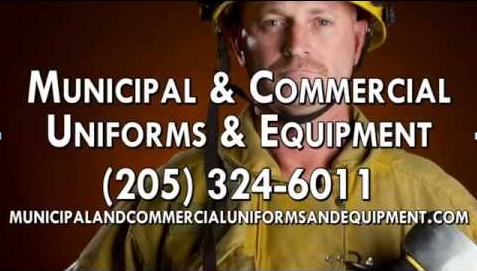 MUNICIPAL & COMMERCIAL
UNIFORMS & EQUIPMENT
(205) 324-6011
MUNICIPALANDCOMMERCIALUNIFORMSANDEQUIPMENT.COM